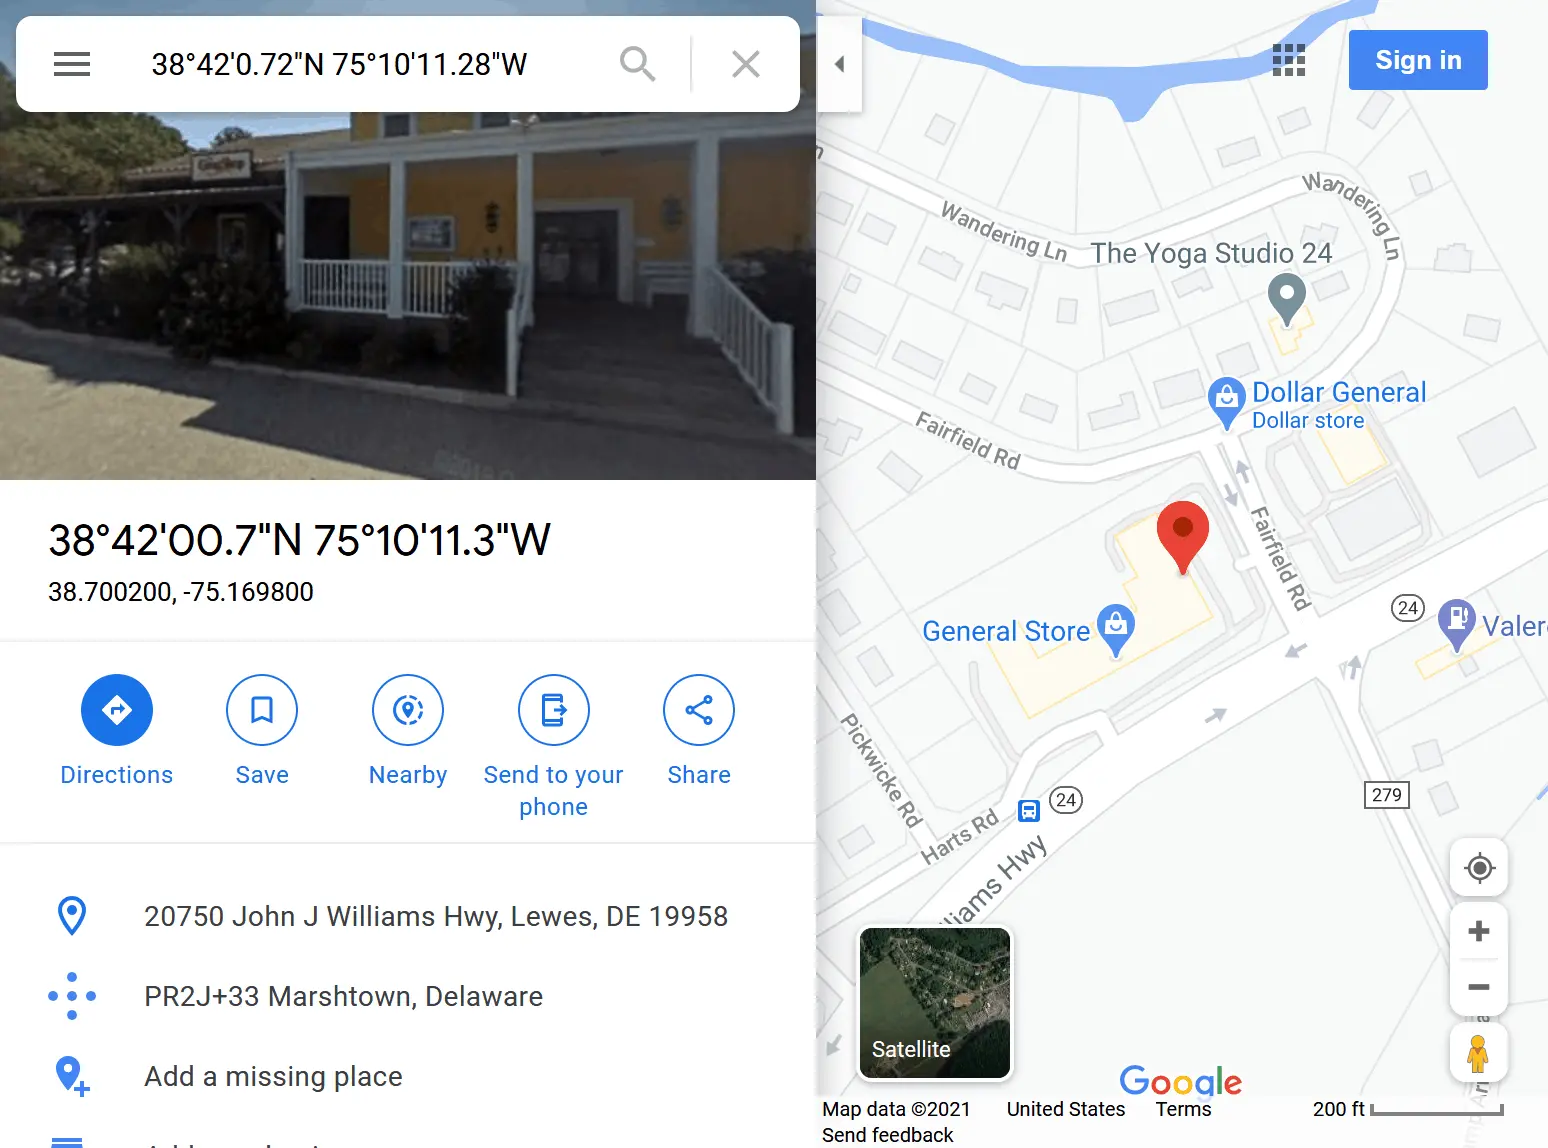 38°42'0.72"N 75°10'11.28"W
38°42'00.7"N 75°10'11.3"W
38.700200, -75.169800
Directions
Save
Nearby
Send to your
phone
Share
20750 John J Williams Hwy, Lewes, DE 19958
PR2J+33 Marshtown, Delaware
Add a missing place
Sign in
Wandering Ln
Wandering Ln
The Yoga Studio 24
Dollar General
Dollar store
Fairfield Rd
Fairfield Rd
General Store
24
Valer
Pickwicke Rd
Harts Rd
24
279
lliams Hwy
Satellite
Google
Map data ©2021
United States
Terms
200 ft
Send feedback